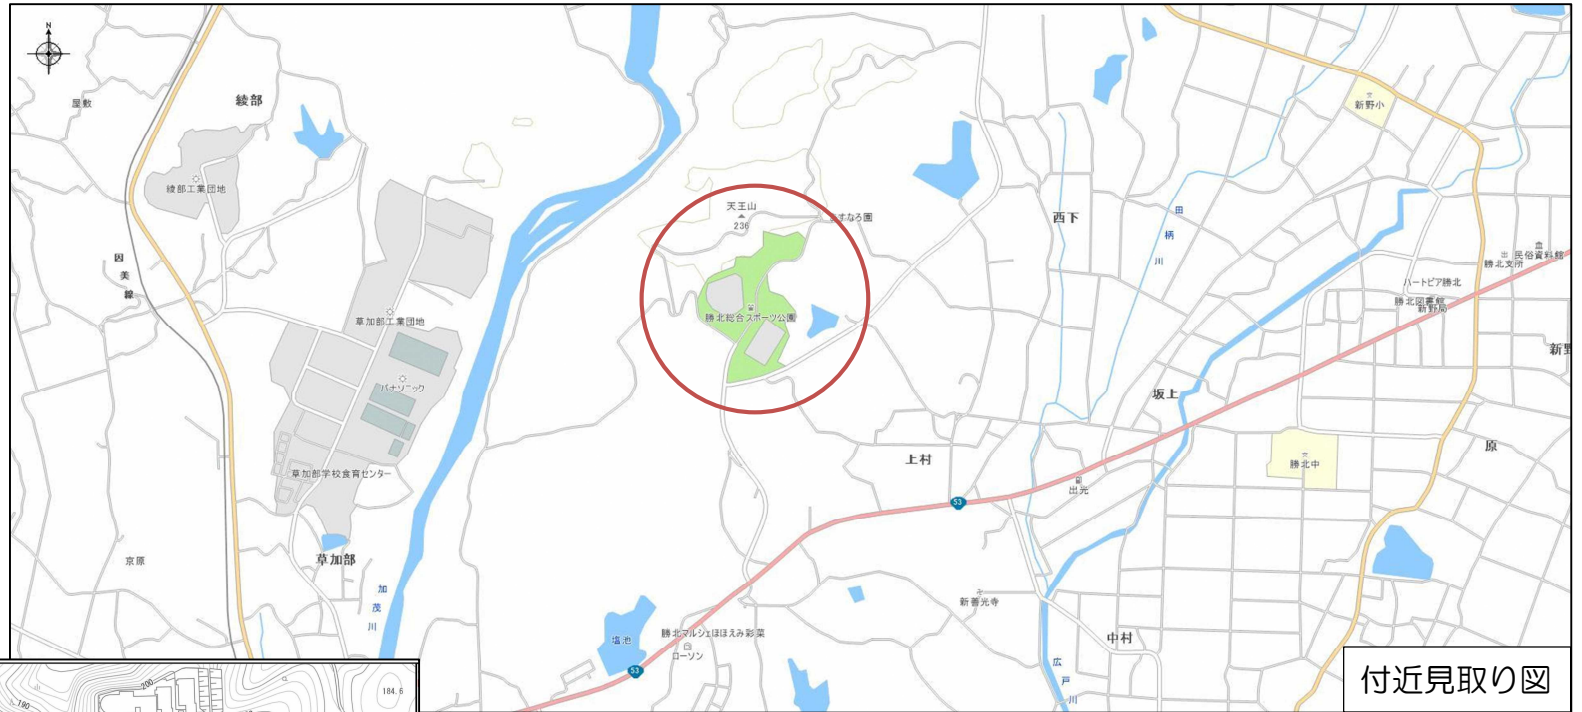 N
屋敷
綾部
綾部工業団地
因美線
草加部工業団地
パナソニック
草加部学校食育センター
草加部
京原
加茂川
天王山
236
すなろ園
勝北総合スポーツ公園
西下
田柄川
新野小
民俗資料館
勝北支所
ハートピア勝北
勝北図書館
新野局
坂上
原
上村
53
出光
勝北中
新善光寺
中村
広戸川
塩池
勝北マルシェほほえみ彩菜
ローソン
53
200
190
184.6
付近見取り図